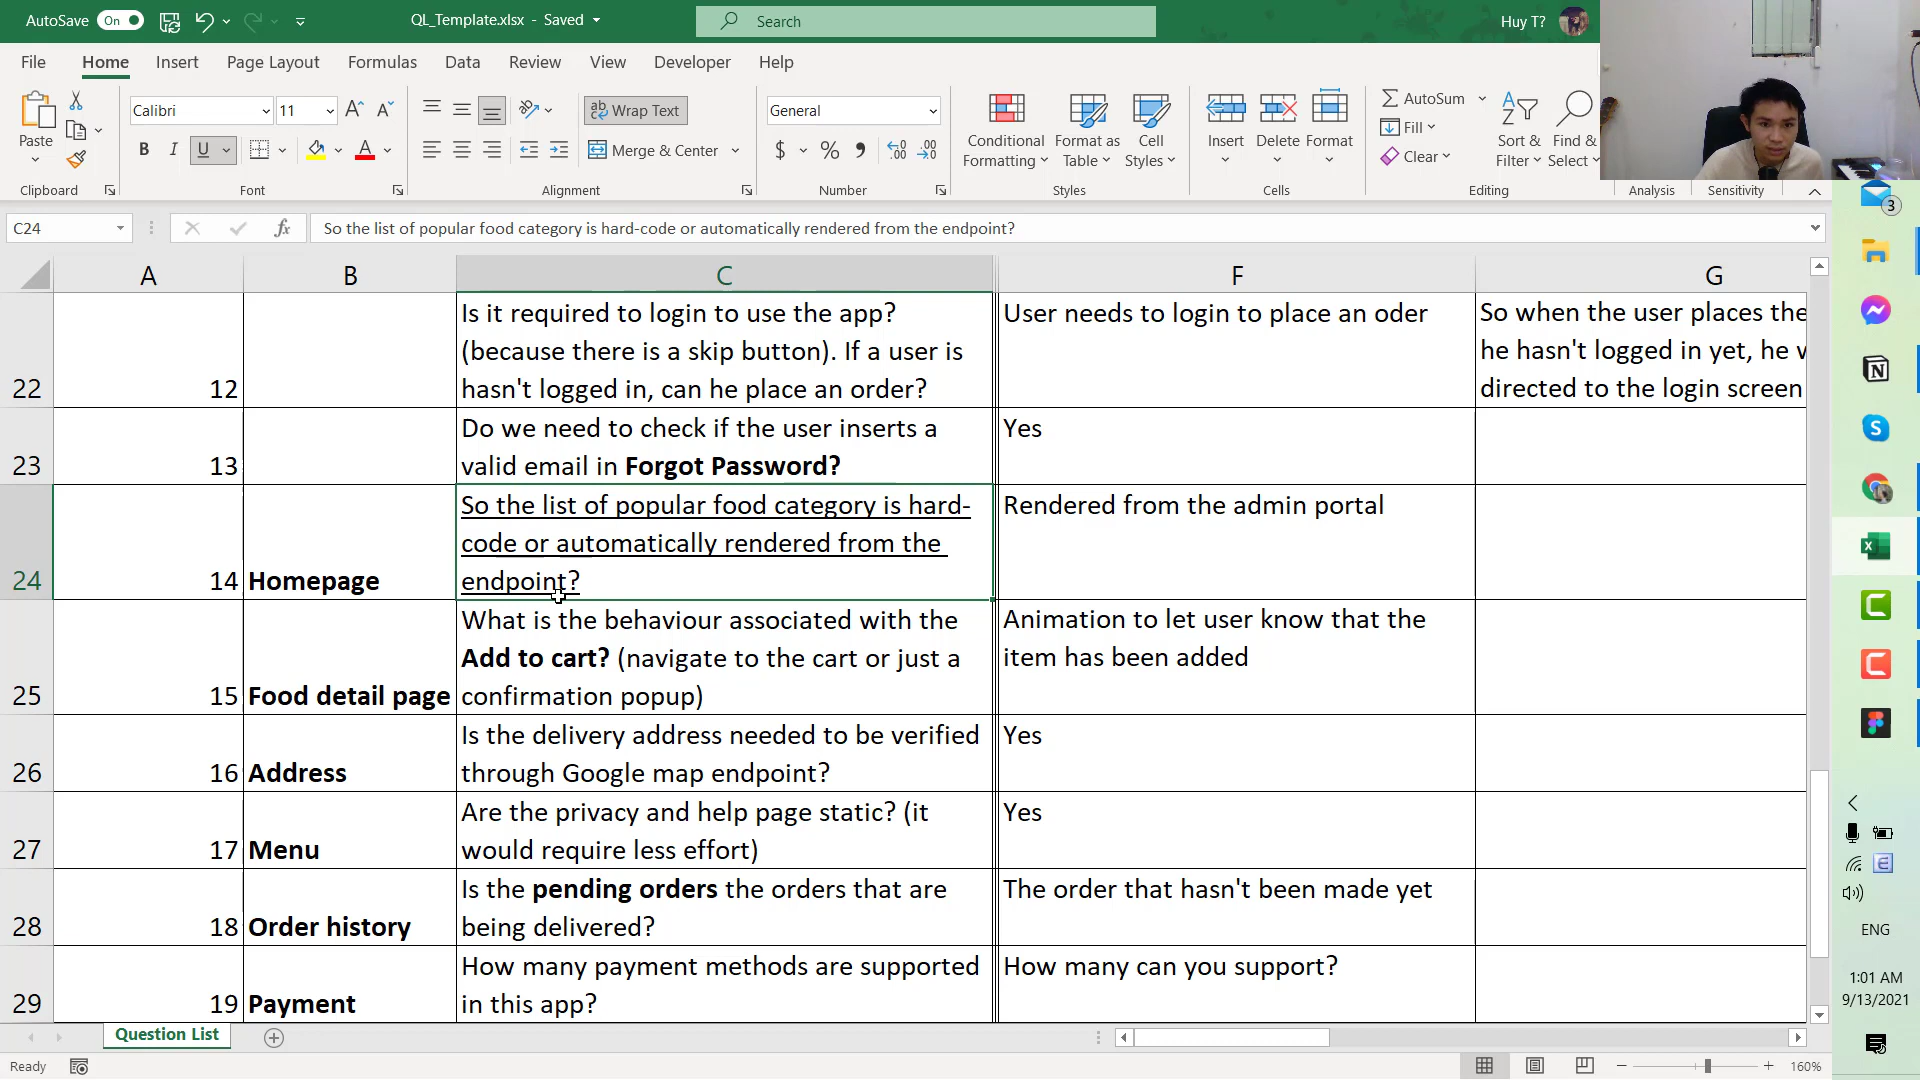 AutoSave On QL_Template.xlsx - Saved Search Huy T?
File Home Insert Page Layout Formulas Data Review View Developer Help
Paste
Clipboard
Calibri 11
B I U
Font
Wrap Text
Merge & Center
Alignment
General
$ % ,
Number
Conditional Formatting
Format as Table
Cell Styles
Styles
Insert Delete Format
Cells
AutoSum
Fill
Clear
Sort & Filter
Find & Select
Editing
Analysis
Sensitivity
3
C24 fx So the list of popular food category is hard-code or automatically rendered from the endpoint?
A B C F G
22 12
Is it required to login to use the app?
(because there is a skip button). If a user is
hasn't logged in, can he place an order?
User needs to login to place an oder
So when the user places the
he hasn't logged in yet, he w
directed to the login screen
23 13
Do we need to check if the user inserts a
valid email in Forgot Password?
Yes
24 14 Homepage
So the list of popular food category is hard-
code or automatically rendered from the
endpoint?
Rendered from the admin portal
25 15 Food detail page
What is the behaviour associated with the
Add to cart? (navigate to the cart or just a
confirmation popup)
Animation to let user know that the
item has been added
26 16 Address
Is the delivery address needed to be verified
through Google map endpoint?
Yes
27 17 Menu
Are the privacy and help page static? (it
would require less effort)
Yes
28 18 Order history
Is the pending orders the orders that are
being delivered?
The order that hasn't been made yet
29 19 Payment
How many payment methods are supported
in this app?
How many can you support?
Question List
Ready
160%
ENG
1:01 AM
9/13/2021